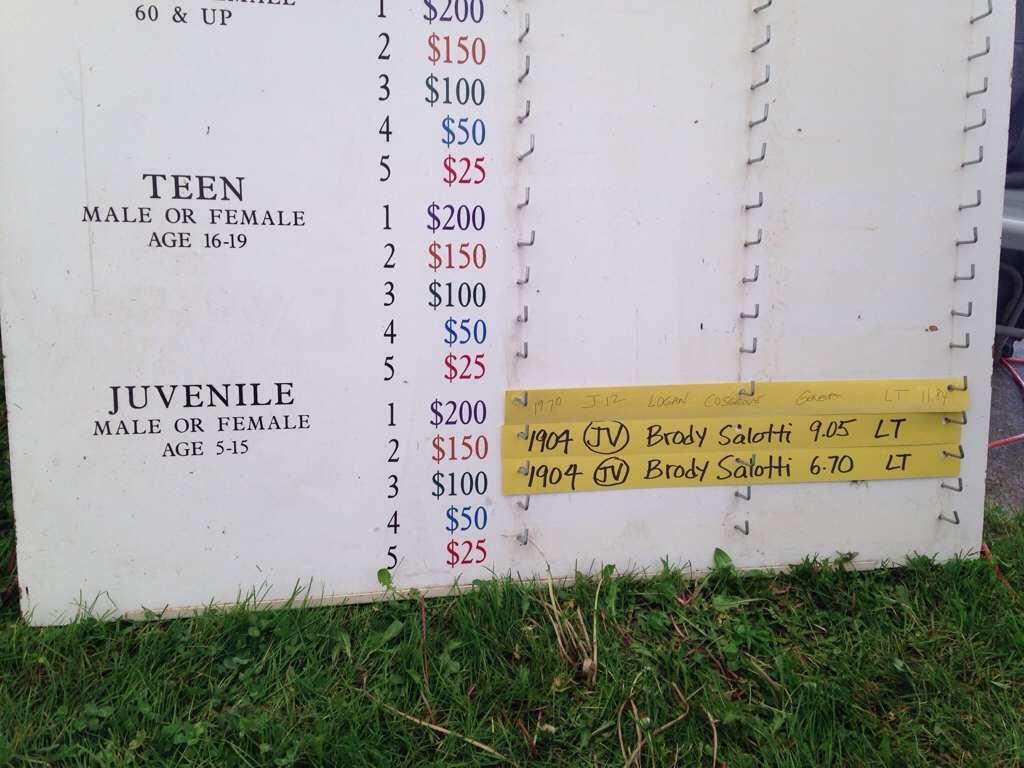 60 & UP
1 $200
2 $150
3 $100
4 $50
5 $25
TEEN
MALE OR FEMALE
AGE 16-19
1 $200
2 $150
3 $100
4 $50
5 $25
JUVENILE
MALE OR FEMALE
AGE 5-15
1 $200 1970 J.12 LOGAN COSGROVE LT 11.84
2 $150 1904 JV Brody Salotti 9.05 LT
3 $100 1904 JV Brody Salotti 6.70 LT
4 $50
5 $25